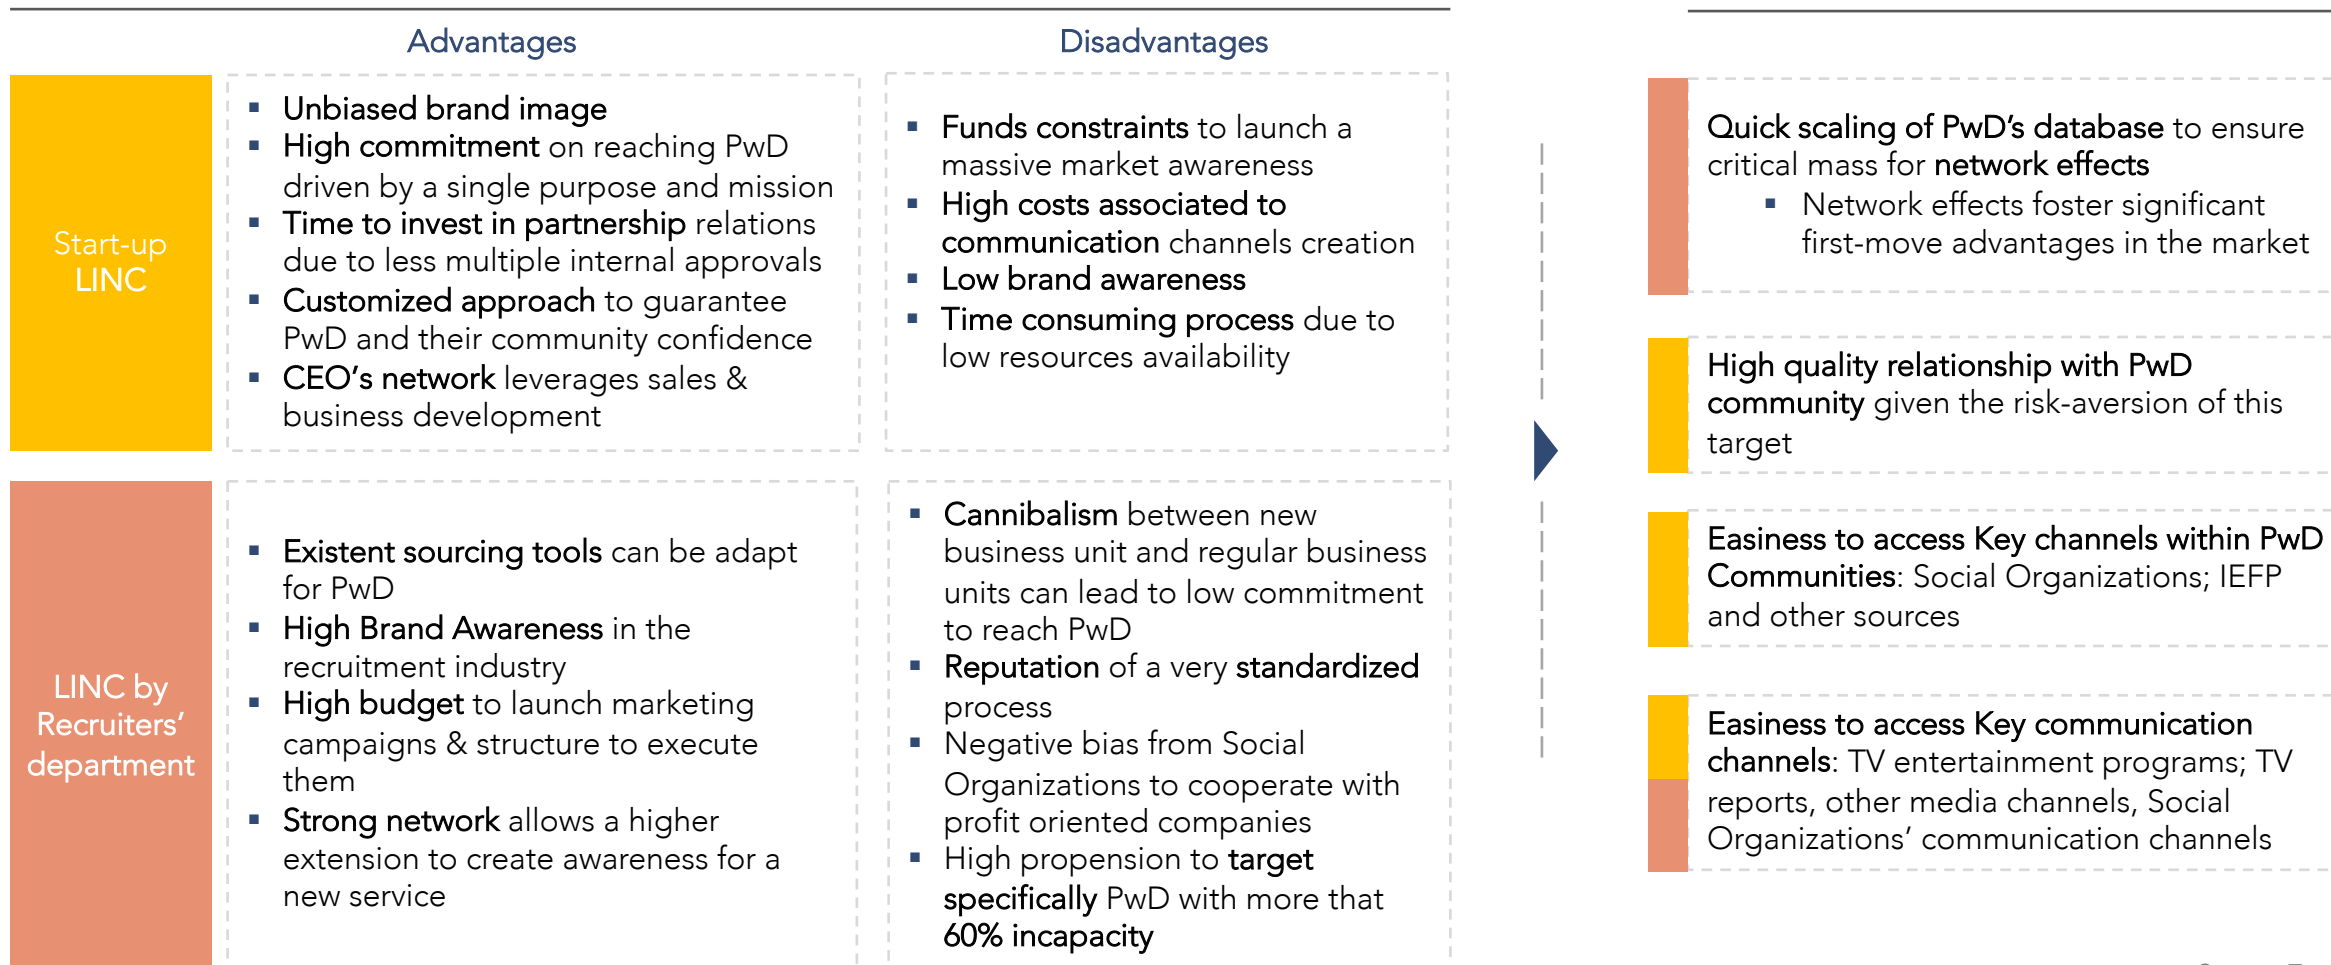 Advantages
Disadvantages
Start-up
LINC
▪ Unbiased brand image
▪ High commitment on reaching PwD
driven by a single purpose and mission
▪ Time to invest in partnership relations
due to less multiple internal approvals
▪ Customized approach to guarantee
PwD and their community confidence
▪ CEO’s network leverages sales &
business development
▪ Funds constraints to launch a
massive market awareness
▪ High costs associated to
communication channels creation
▪ Low brand awareness
▪ Time consuming process due to
low resources availability
LINC by
Recruiters’
department
▪ Existent sourcing tools can be adapt
for PwD
▪ High Brand Awareness in the
recruitment industry
▪ High budget to launch marketing
campaigns & structure to execute
them
▪ Strong network allows a higher
extension to create awareness for a
new service
▪ Cannibalism between new
business unit and regular business
units can lead to low commitment
to reach PwD
▪ Reputation of a very standardized
process
▪ Negative bias from Social
Organizations to cooperate with
profit oriented companies
▪ High propension to target
specifically PwD with more that
60% incapacity
Quick scaling of PwD’s database to ensure
critical mass for network effects
▪ Network effects foster significant
first-move advantages in the market
High quality relationship with PwD
community given the risk-aversion of this
target
Easiness to access Key channels within PwD
Communities: Social Organizations; IEFP
and other sources
Easiness to access Key communication
channels: TV entertainment programs; TV
reports, other media channels, Social
Organizations’ communication channels